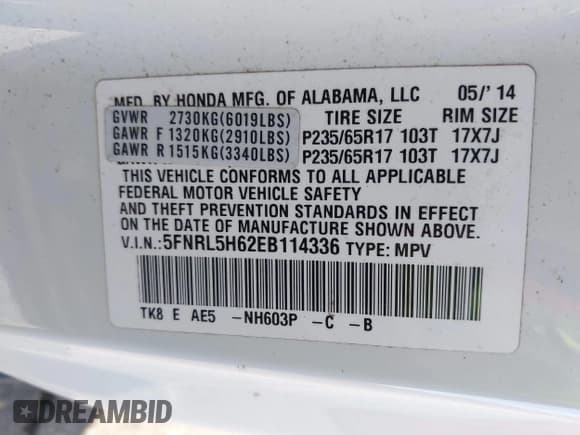 MFD. BY HONDA MFG. OF ALABAMA, LLC 05/'14
GVWR 2730KG(6019LBS) TIRE SIZE RIM SIZE
GAWR F 1320KG(2910LBS) P235/65R17 103T 17X7J
GAWR R 1515KG(3340LBS) P235/65R17 103T 17X7J
THIS VEHICLE CONFORMS TO ALL APPLICABLE
FEDERAL MOTOR VEHICLE SAFETY
AND THEFT PREVENTION STANDARDS IN EFFECT
ON THE DATE OF MANUFACTURE SHOWN ABOVE.
V.I.N.:5FNRL5H62EB114336 TYPE: MPV
TK8 E AE5 -NH603P -C -B
DREAMBID